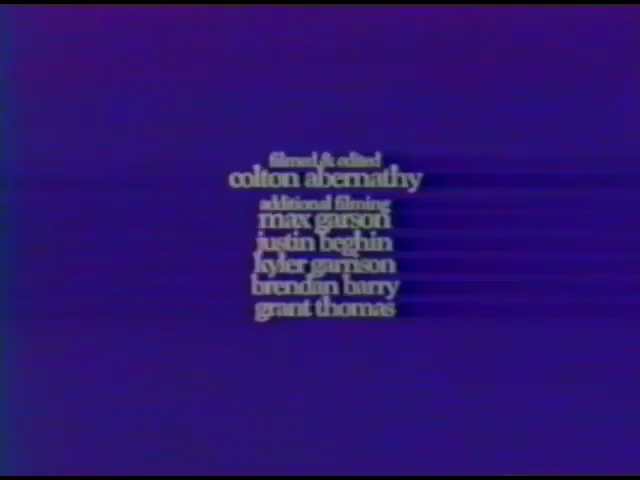 filmed & edited
colton abernathy
additional filming
max garson
justin beghin
kyler garrison
brendan barry
grant thomas